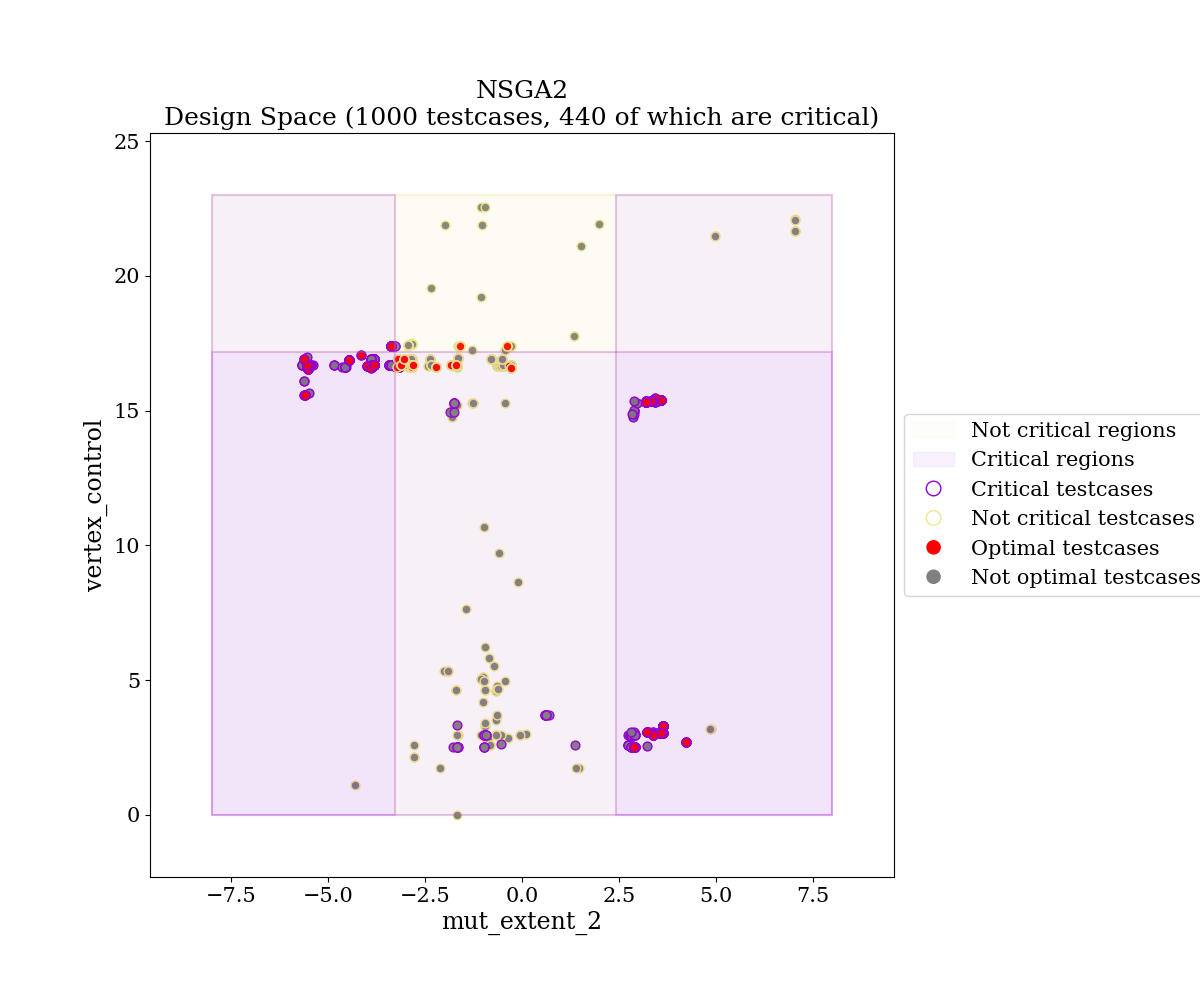 NSGA2
Design Space (1000 testcases, 440 of which are critical)
25
20
15
10
5
0
vertex_control
−7.5
−5.0
−2.5
0.0
2.5
5.0
7.5
mut_extent_2
Not critical regions
Critical regions
Critical testcases
Not critical testcases
Optimal testcases
Not optimal testcases